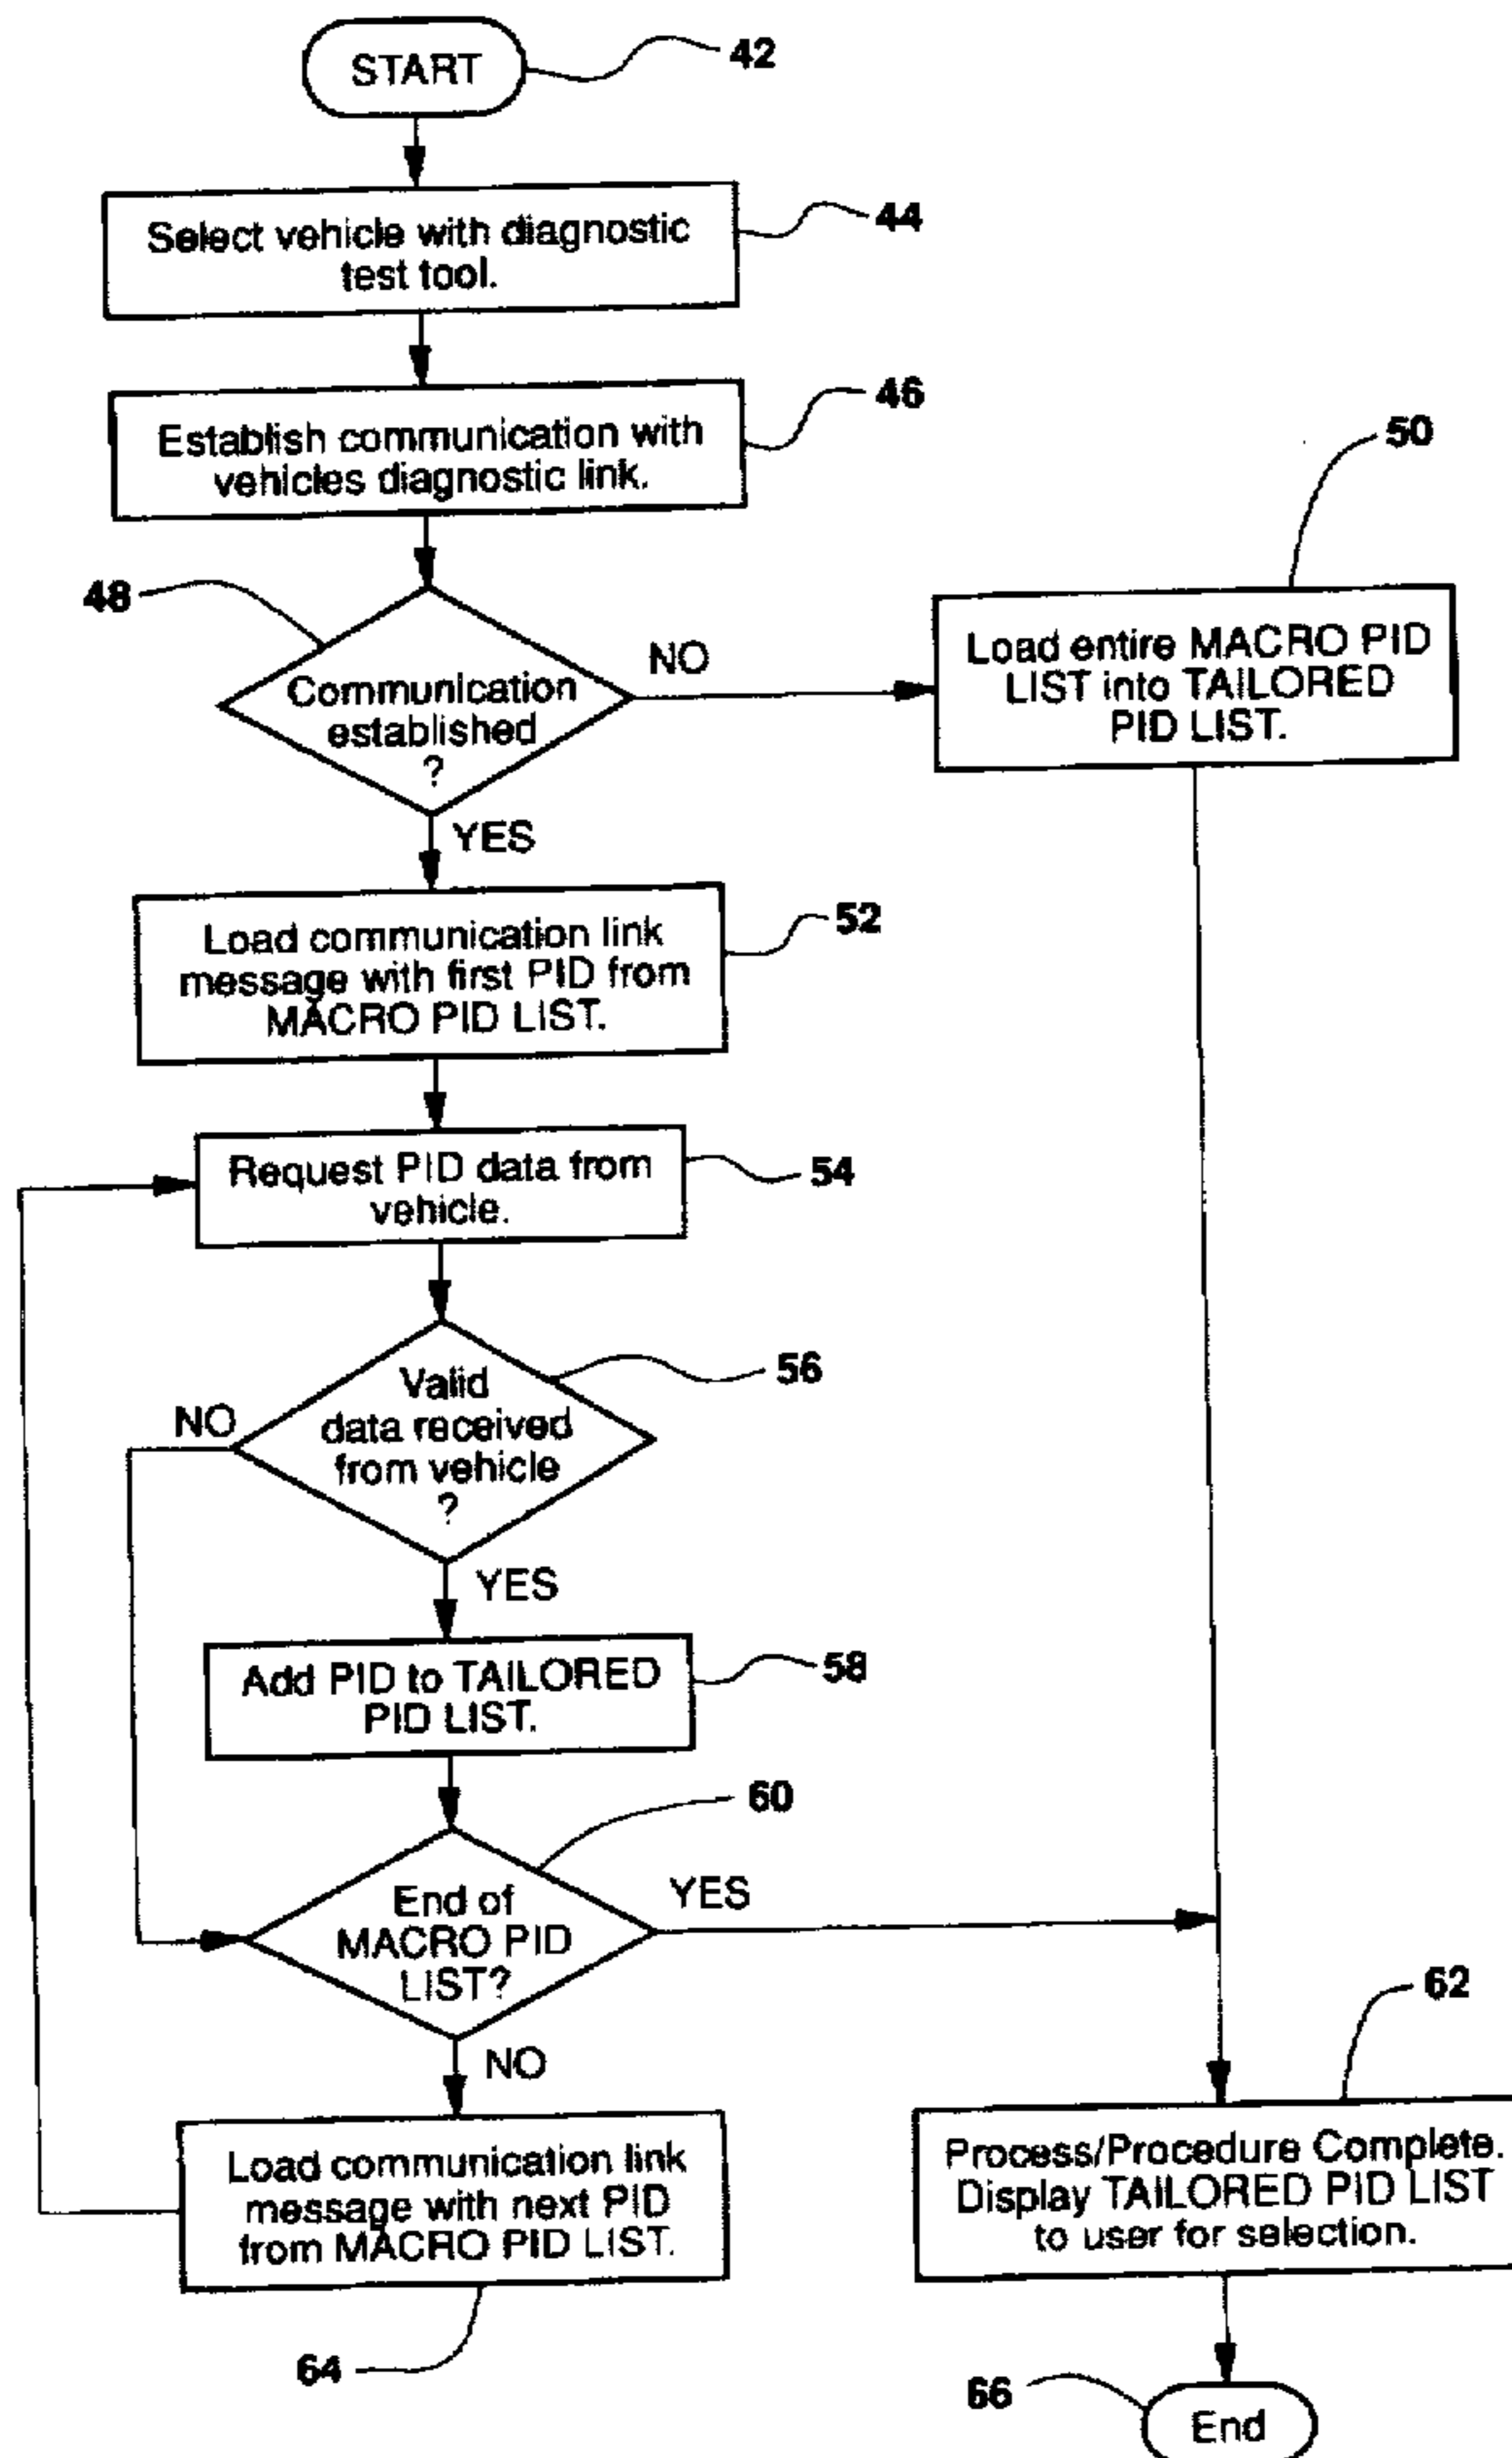 START
42
Select vehicle with diagnostic
test tool.
44
Establish communication with
vehicles diagnostic link.
46
48
Communication
established
?
NO
50
Load entire MACRO PID
LIST into TAILORED
PID LIST.
YES
Load communication link
message with first PID from
MACRO PID LIST.
52
Request PID data from
vehicle.
54
Valid
data received
from vehicle
?
56
NO
YES
Add PID to TAILORED
PID LIST.
58
60
End of
MACRO PID
LIST?
YES
NO
62
Load communication link
message with next PID
from MACRO PID LIST.
64
Process/Procedure Complete.
Display TAILORED PID LIST
to user for selection.
66
End